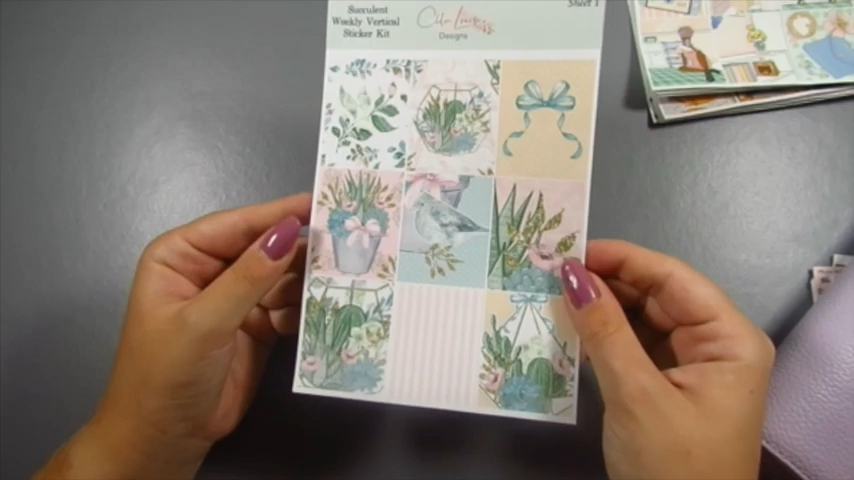 Succulent
Weekly Vertical
Sticker Kit
Designs
Sheet 1